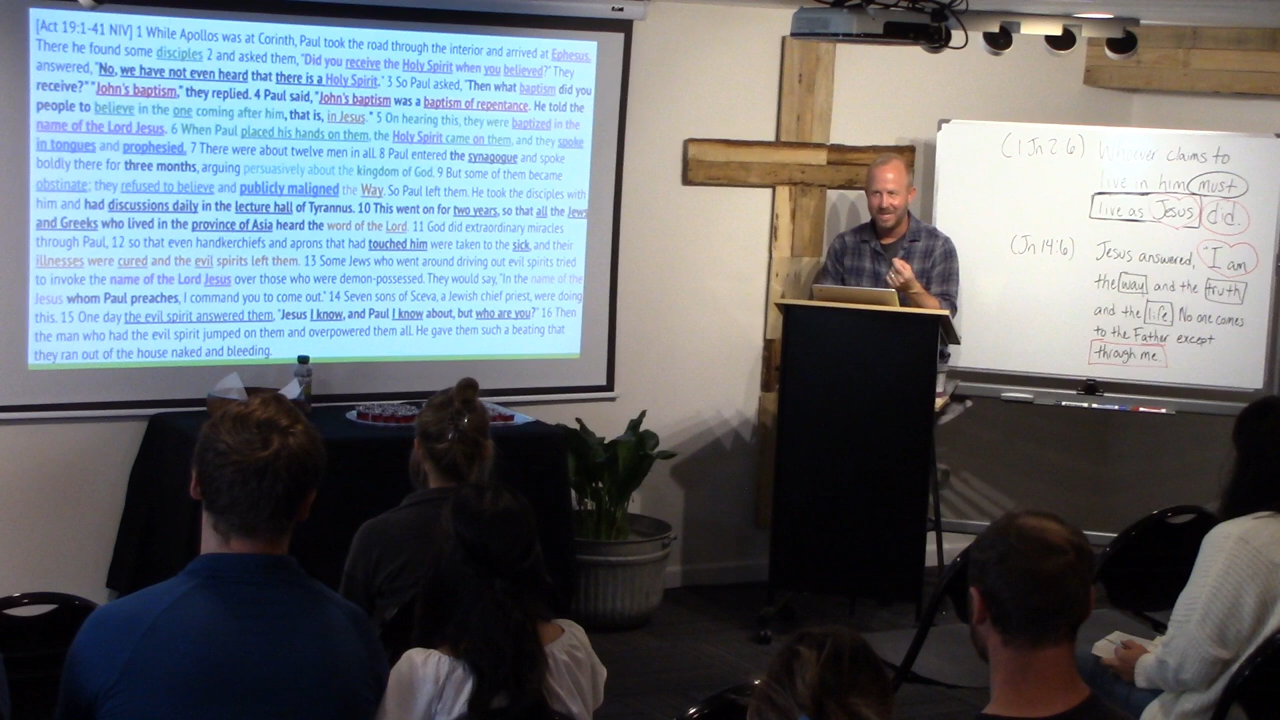 [Act 19:1-41 NIV] 1 While Apollos was at Corinth, Paul took the road through the interior and arrived at Ephesus.
There he found some disciples 2 and asked them, "Did you receive the Holy Spirit when you believed?" They
answered, "No, we have not even heard that there is a Holy Spirit." 3 So Paul asked, "Then what baptism did you
receive?" "John's baptism," they replied. 4 Paul said, "John's baptism was a baptism of repentance. He told the
people to believe in the one coming after him, that is, in Jesus." 5 On hearing this, they were baptized in the
name of the Lord Jesus. 6 When Paul placed his hands on them, the Holy Spirit came on them, and they spoke
in tongues and prophesied. 7 There were about twelve men in all. 8 Paul entered the synagogue and spoke
boldly there for three months, arguing persuasively about the kingdom of God. 9 But some of them became
obstinate; they refused to believe and publicly maligned the Way. So Paul left them. He took the disciples with
him and had discussions daily in the lecture hall of Tyrannus. 10 This went on for two years, so that all the Jews
and Greeks who lived in the province of Asia heard the word of the Lord. 11 God did extraordinary miracles
through Paul, 12 so that even handkerchiefs and aprons that had touched him were taken to the sick, and their
illnesses were cured and the evil spirits left them. 13 Some Jews who went around driving out evil spirits tried
to invoke the name of the Lord Jesus over those who were demon-possessed. They would say, "In the name of the
Jesus whom Paul preaches, I command you to come out." 14 Seven sons of Sceva, a Jewish chief priest, were doing
this. 15 One day the evil spirit answered them, "Jesus I know, and Paul I know about, but who are you?" 16 Then
the man who had the evil spirit jumped on them and overpowered them all. He gave them such a beating that
they ran out of the house naked and bleeding.
(1 Jn 2:6) Whoever claims to
live in him must
live as Jesus did.
(Jn 14:6) Jesus answered, "I am
the way and the truth
and the life. No one comes
to the Father except
through me